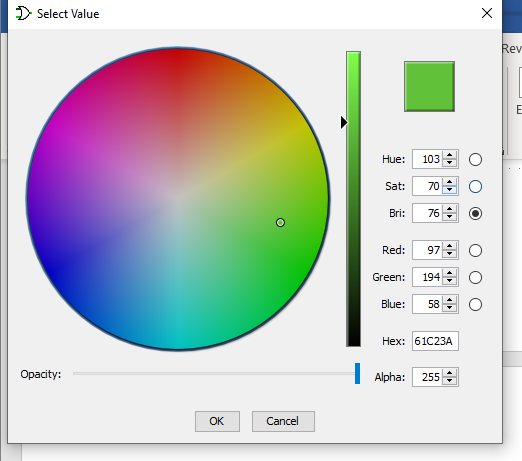 Select Value
Rev
Hue: 103
Sat: 70
Bri: 76
Red: 97
Green: 194
Blue: 58
Hex: 61C23A
Opacity:
Alpha: 255
OK Cancel